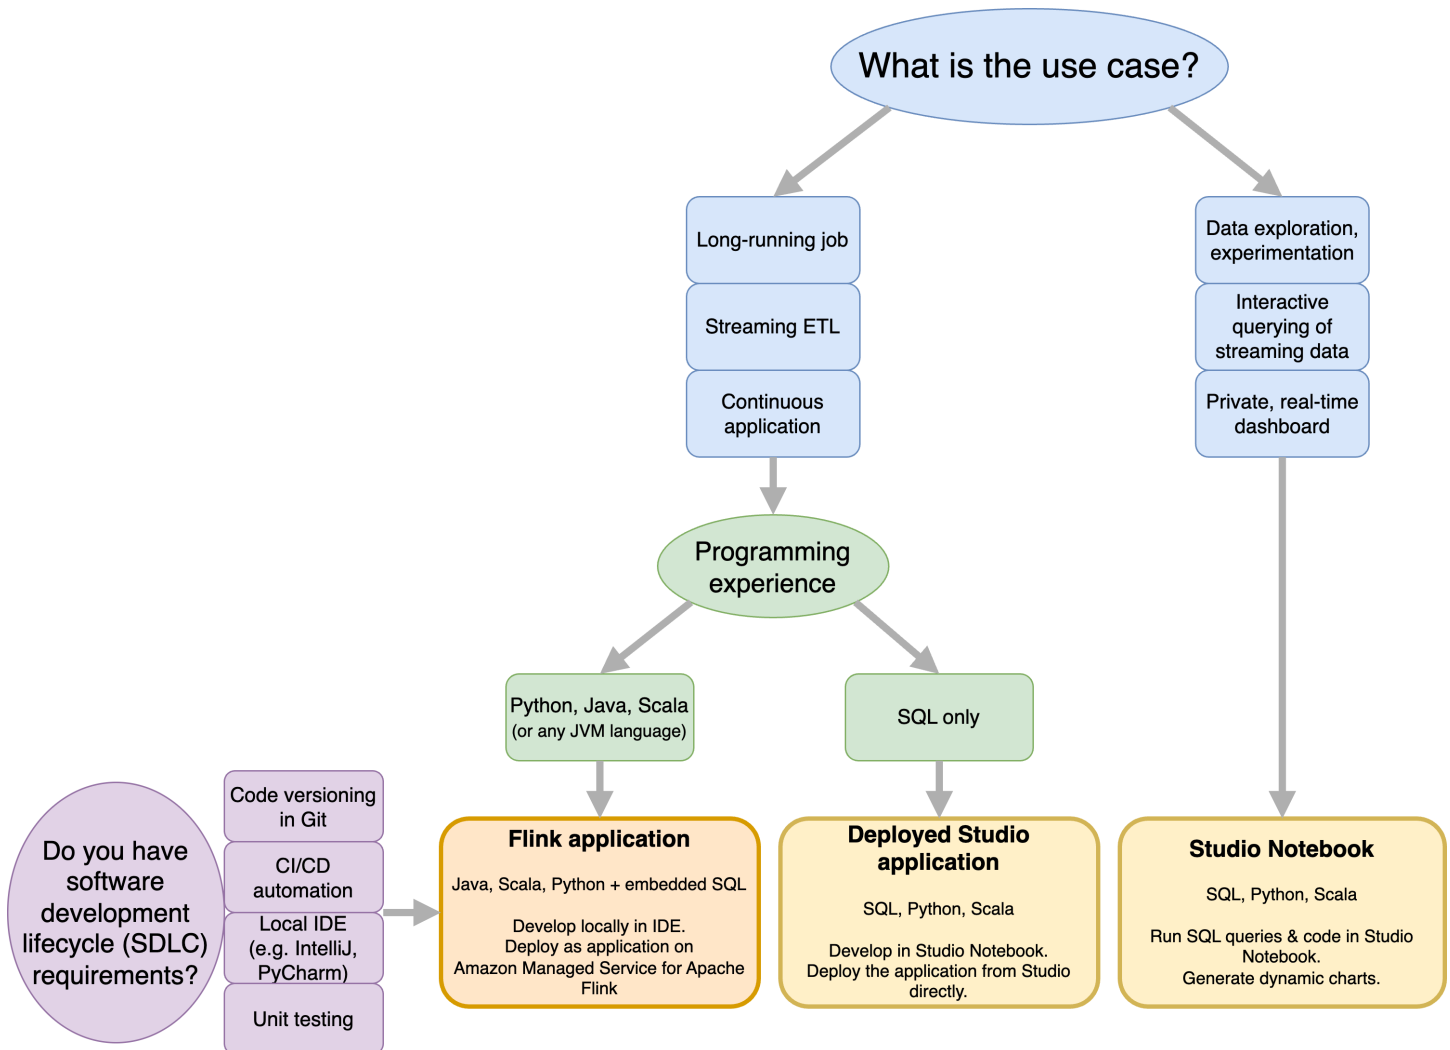 What is the use case?
Long-running job
Streaming ETL
Continuous
application
Data exploration,
experimentation
Interactive
querying of
streaming data
Private, real-time
dashboard
Programming
experience
Python, Java, Scala
(or any JVM language)
SQL only
Do you have
software
development
lifecycle (SDLC)
requirements?
Code versioning
in Git
CI/CD
automation
Local IDE
(e.g. IntelliJ,
PyCharm)
Unit testing
Flink application
Java, Scala, Python + embedded SQL
Develop locally in IDE.
Deploy as application on
Amazon Managed Service for Apache
Flink
Deployed Studio
application
SQL, Python, Scala
Develop in Studio Notebook.
Deploy the application from Studio
directly.
Studio Notebook
SQL, Python, Scala
Run SQL queries & code in Studio
Notebook.
Generate dynamic charts.